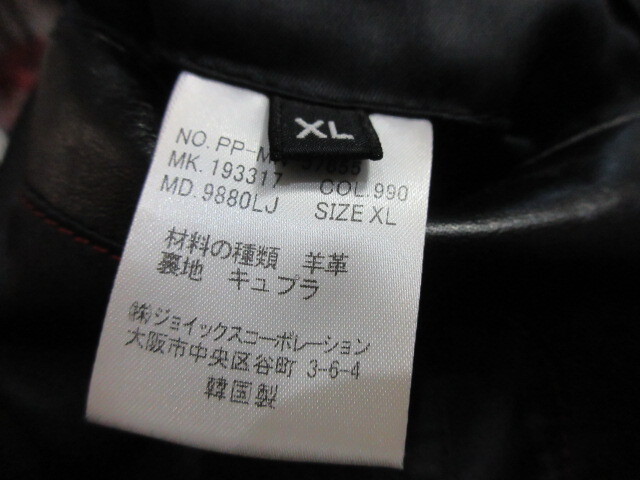 XL
NO. PP-M
MK. 193317 COL. 990
MD. 9880LJ SIZE XL
材料の種類 羊革
裏地 キュプラ
㈱ジョイックスコーポレーション
大阪市中央区谷町 3-6-4
韓国製